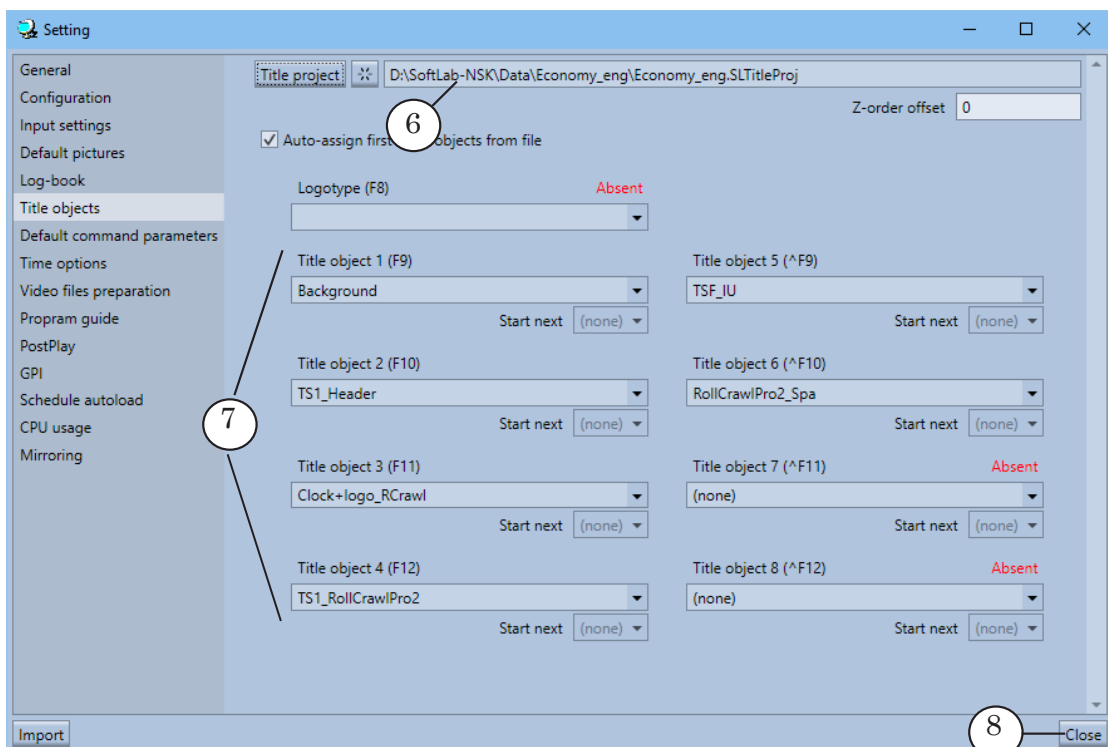 Setting
General
Configuration
Input settings
Default pictures
Log-book
Title objects
Default command parameters
Time options
Video files preparation
Propram guide
PostPlay
GPI
Schedule autoload
CPU usage
Mirroring
Title project D:\SoftLab-NSK\Data\Economy_eng\Economy_eng.SLTitleProj
6
Z-order offset 0
Auto-assign first objects from file
Logotype (F8) Absent
7
Title object 1 (F9)
Background
Start next (none)
Title object 2 (F10)
TS1_Header
Start next (none)
Title object 3 (F11)
Clock+logo_RCrawl
Start next (none)
Title object 4 (F12)
TS1_RollCrawlPro2
Start next (none)
Title object 5 (^F9)
TSF_IU
Start next (none)
Title object 6 (^F10)
RollCrawlPro2_Spa
Start next (none)
Title object 7 (^F11) Absent
(none)
Start next (none)
Title object 8 (^F12) Absent
(none)
Start next (none)
Import
8
Close